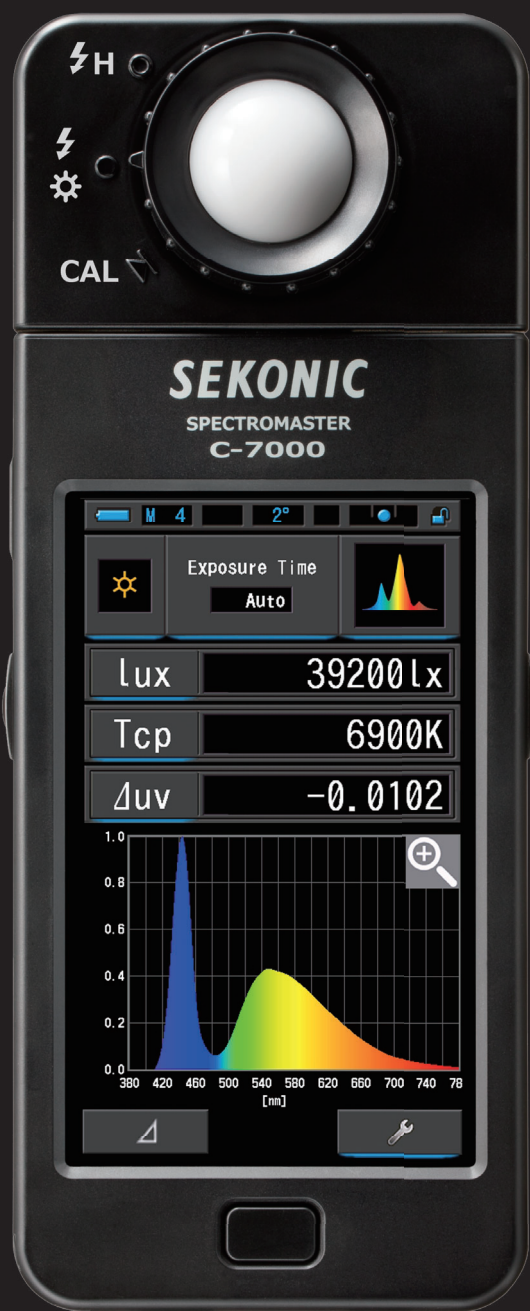 H
CAL
SEKONIC
SPECTROMASTER
C-7000
M 4 2°
Exposure Time
Auto
lux 39200lx
Tcp 6900K
⊿uv -0.0102
1.0
0.8
0.6
0.4
0.2
0.0
380 420 460 500 540 580 620 660 700 740 78
[nm]